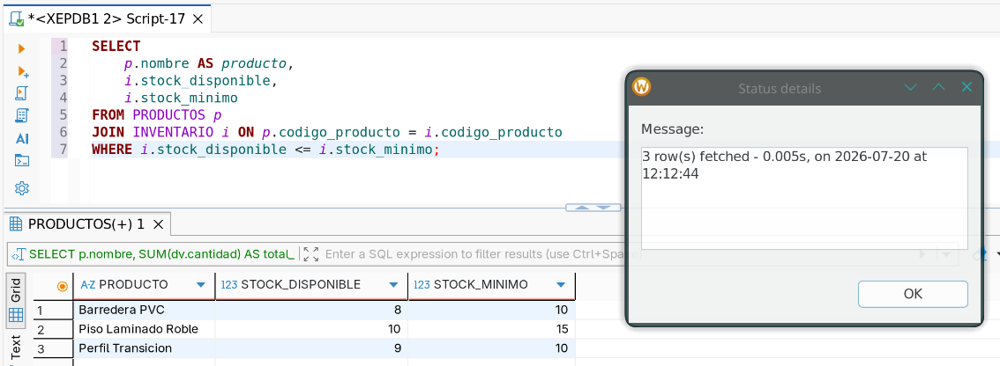 *<XEPDB1 2> Script-17
1 SELECT
2 p.nombre AS producto,
3 i.stock_disponible,
4 i.stock_minimo
5 FROM PRODUCTOS p
6 JOIN INVENTARIO i ON p.codigo_producto = i.codigo_producto
7 WHERE i.stock_disponible <= i.stock_minimo;
AI
Status details
Message:
3 row(s) fetched - 0.005s, on 2026-07-20 at
12:12:44
OK
PRODUCTOS(+) 1
SELECT p.nombre, SUM(dv.cantidad) AS total_
Enter a SQL expression to filter results (use Ctrl+Space
Grid
Text
A-Z PRODUCTO 123 STOCK_DISPONIBLE 123 STOCK_MINIMO
1 Barredera PVC 8 10
2 Piso Laminado Roble 10 15
3 Perfil Transicion 9 10